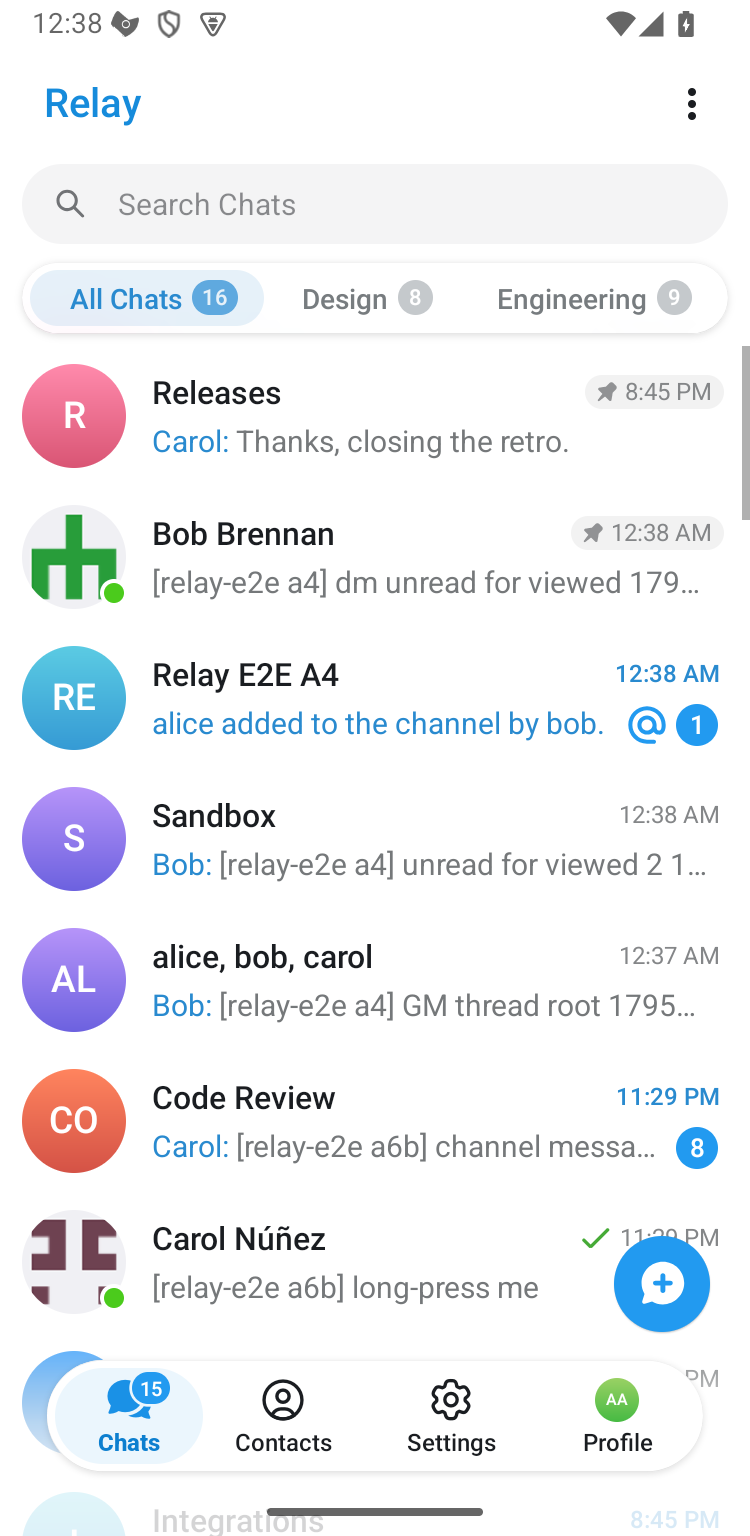 12:38
Relay
Search Chats
All Chats 16 Design 8 Engineering 9
R Releases 8:45 PM
Carol: Thanks, closing the retro.
Bob Brennan 12:38 AM
[relay-e2e a4] dm unread for viewed 179…
RE Relay E2E A4 12:38 AM
alice added to the channel by bob. 1
S Sandbox 12:38 AM
Bob: [relay-e2e a4] unread for viewed 2 1…
AL alice, bob, carol 12:37 AM
Bob: [relay-e2e a4] GM thread root 1795…
CO Code Review 11:29 PM
Carol: [relay-e2e a6b] channel messa… 8
Carol Núñez 11:29 PM
[relay-e2e a6b] long-press me
PM
15 AA
Chats Contacts Settings Profile
Integrations 8:45 PM